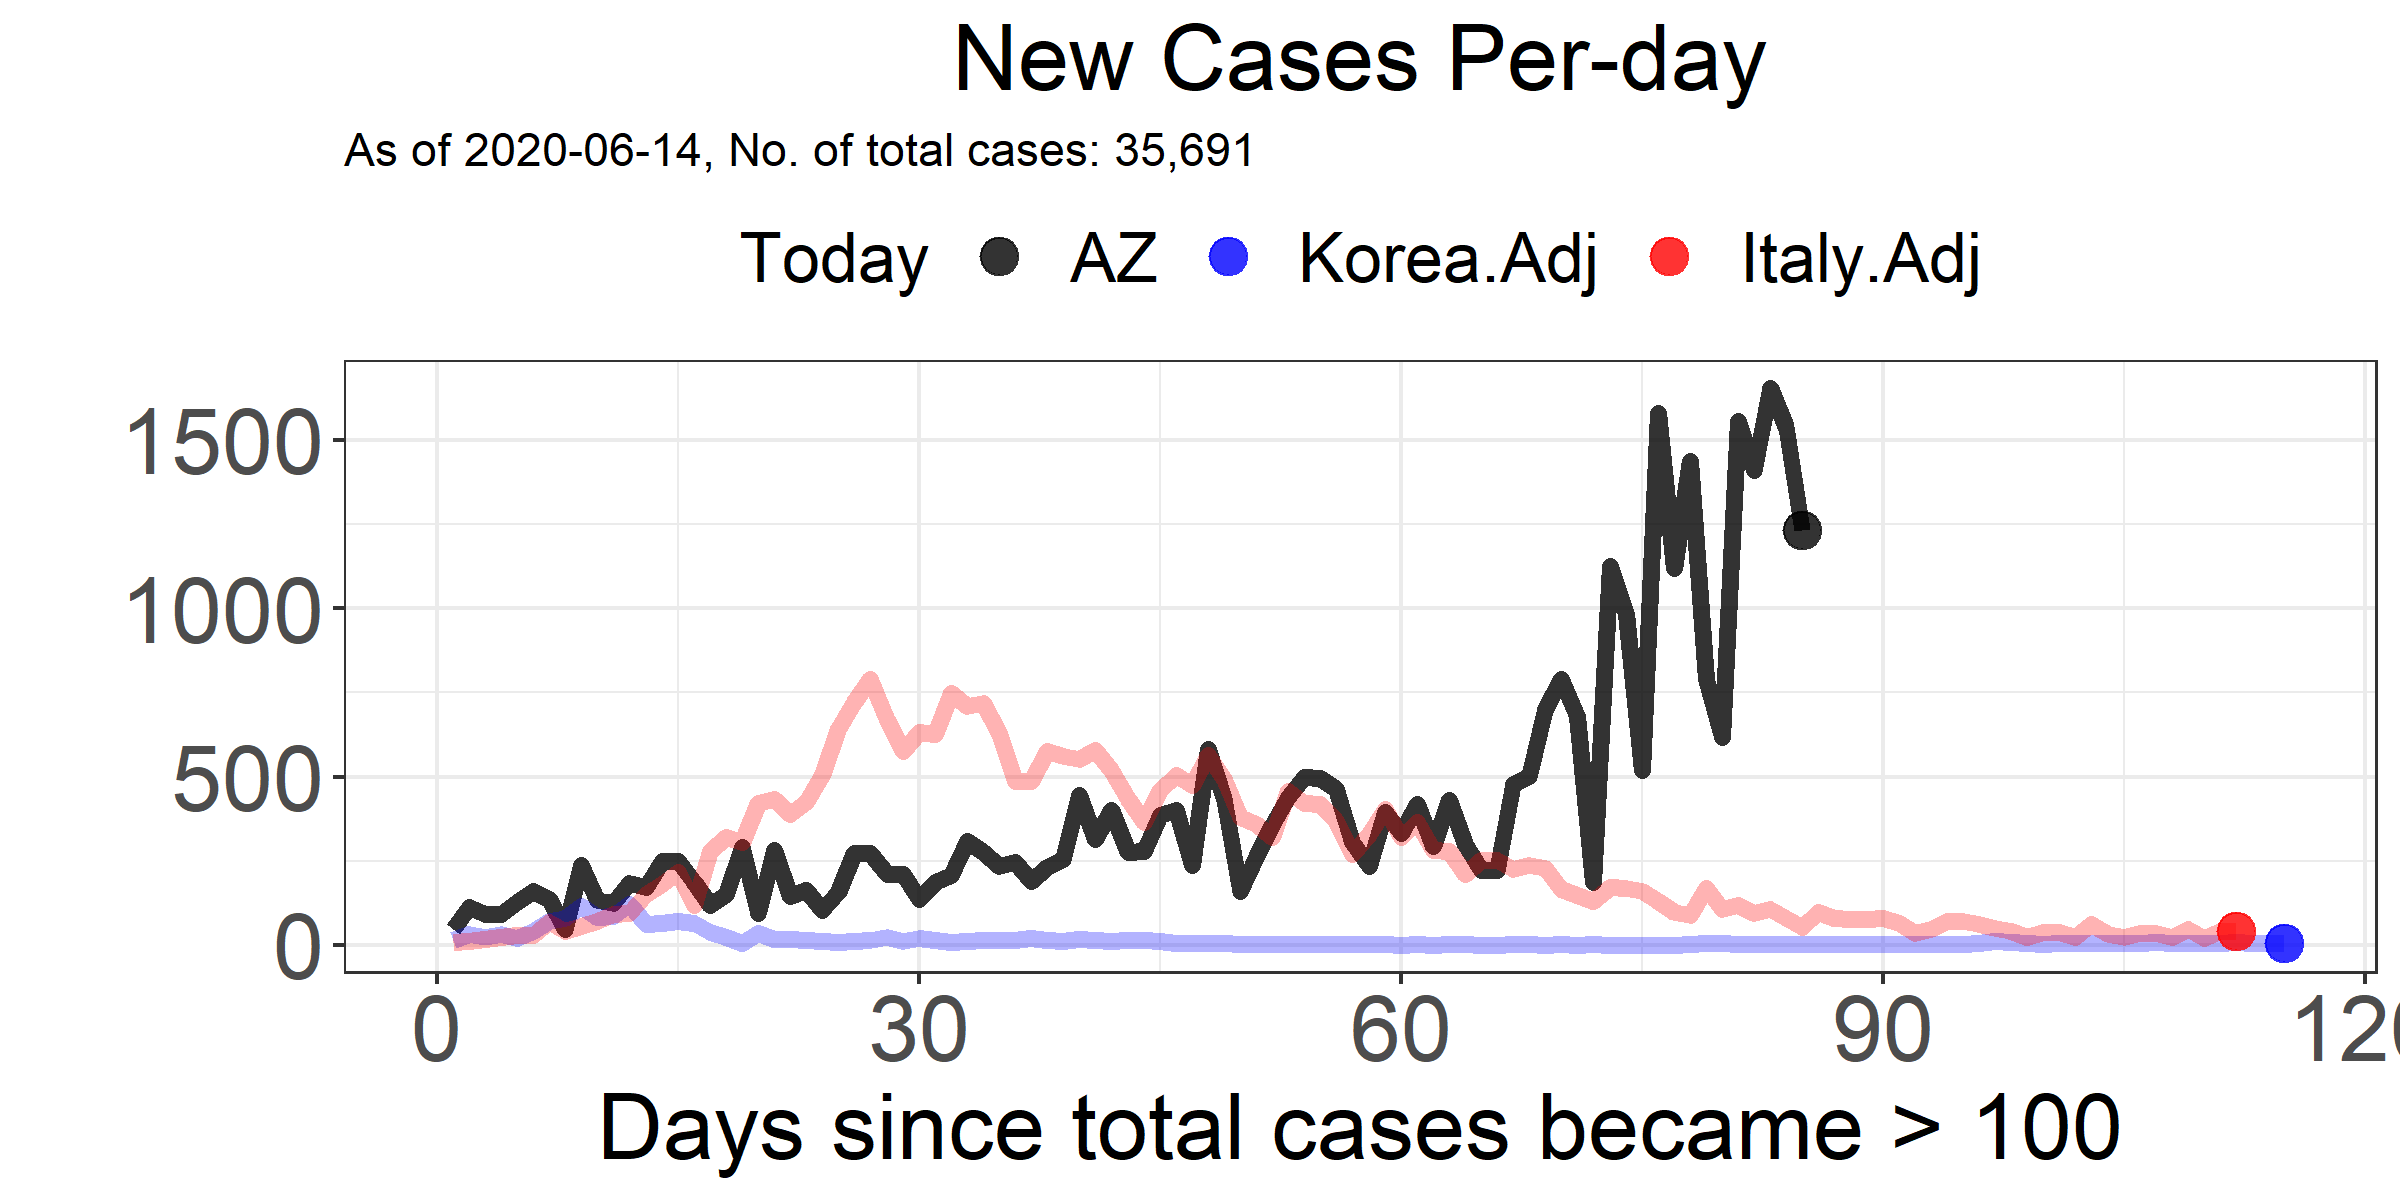 New Cases Per-day
As of 2020-06-14, No. of total cases: 35,691
Today AZ Korea.Adj Italy.Adj
1500
1000
500
0
0 30 60 90
Days since total cases became > 100